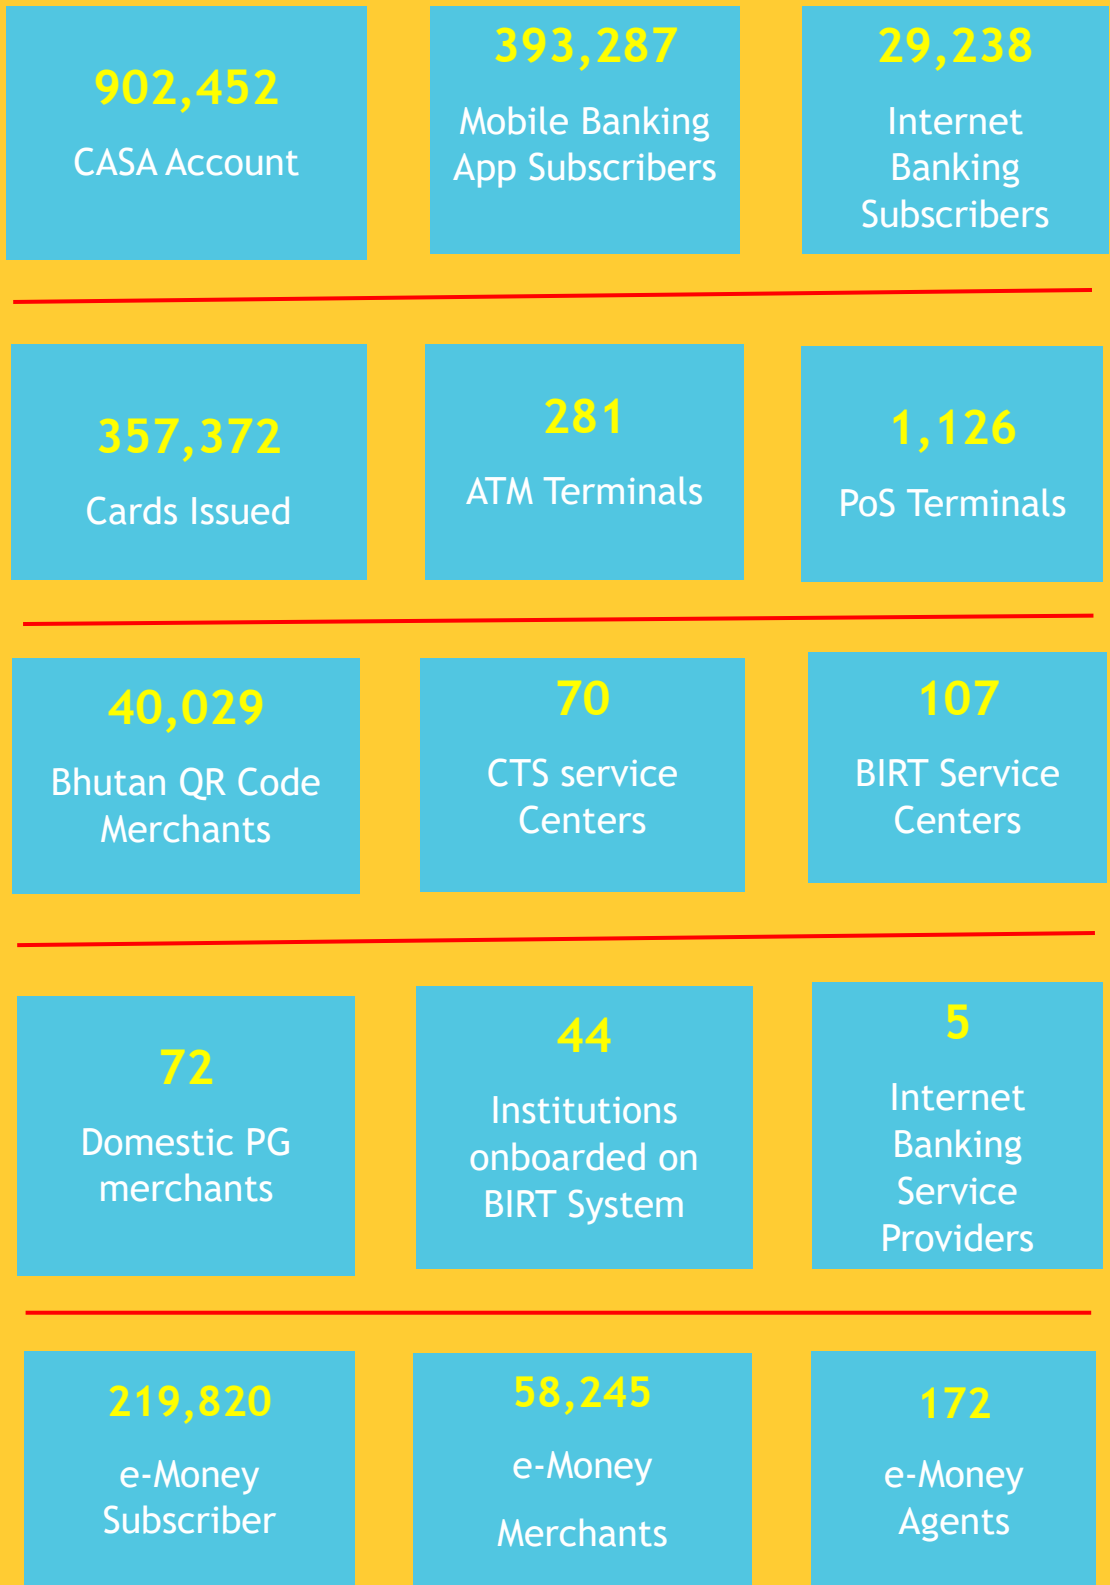 902,452
CASA Account
393,287
Mobile Banking
App Subscribers
29,238
Internet
Banking
Subscribers
357,372
Cards Issued
281
ATM Terminals
1,126
PoS Terminals
40,029
Bhutan QR Code
Merchants
70
CTS service
Centers
107
BIRT Service
Centers
72
Domestic PG
merchants
44
Institutions
onboarded on
BIRT System
5
Internet
Banking
Service
Providers
219,820
e-Money
Subscriber
58,245
e-Money
Merchants
172
e-Money
Agents